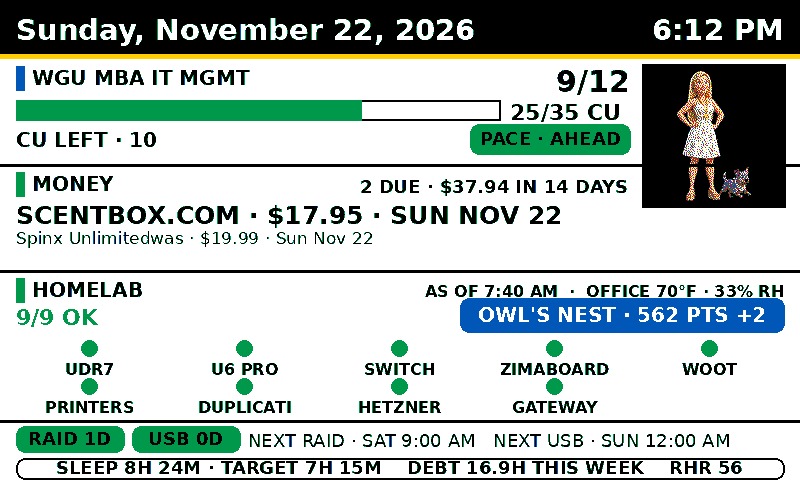 Sunday, November 22, 2026 6:12 PM
WGU MBA IT MGMT 9/12
25/35 CU
CU LEFT · 10 PACE · AHEAD
MONEY 2 DUE · $37.94 IN 14 DAYS
SCENTBOX.COM · $17.95 · SUN NOV 22
Spinx Unlimitedwas · $19.99 · Sun Nov 22
HOMELAB AS OF 7:40 AM · OFFICE 70°F · 33% RH
9/9 OK OWL'S NEST · 562 PTS +2
UDR7 U6 PRO SWITCH ZIMABOARD WOOT
PRINTERS DUPLICATI HETZNER GATEWAY
RAID 1D USB 0D NEXT RAID · SAT 9:00 AM NEXT USB · SUN 12:00 AM
SLEEP 8H 24M · TARGET 7H 15M DEBT 16.9H THIS WEEK RHR 56